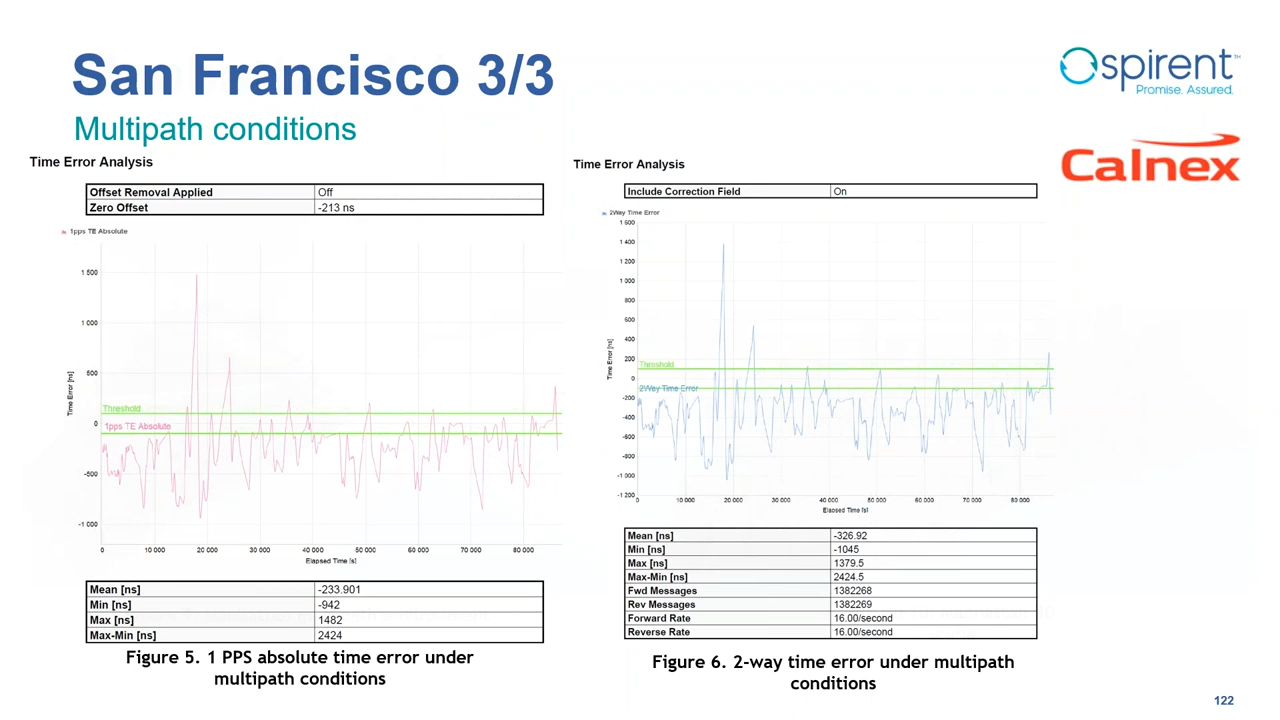 San Francisco 3/3
Multipath conditions
spirent™
Promise. Assured.
Calnex
Time Error Analysis
Offset Removal Applied Off
Zero Offset -213 ns
1pps TE Absolute
1 500
1 000
500
0
-500
-1 000
Time Error [ns]
Threshold
1pps TE Absolute
0 10 000 20 000 30 000 40 000 50 000 60 000 70 000 80 000
Elapsed Time [s]
Mean [ns] -233.901
Min [ns] -942
Max [ns] 1482
Max-Min [ns] 2424
Figure 5. 1 PPS absolute time error under
multipath conditions
Time Error Analysis
Include Correction Field On
2Way Time Error
1 600
1 400
1 200
1 000
800
600
400
200
0
-200
-400
-600
-800
-1 000
-1 200
Time Error [ns]
Threshold
2Way Time Error
0 10 000 20 000 30 000 40 000 50 000 60 000 70 000 80 000
Elapsed Time [s]
Mean [ns] -326.92
Min [ns] -1045
Max [ns] 1379.5
Max-Min [ns] 2424.5
Fwd Messages 1382268
Rev Messages 1382269
Forward Rate 16.00/second
Reverse Rate 16.00/second
Figure 6. 2-way time error under multipath
conditions
122